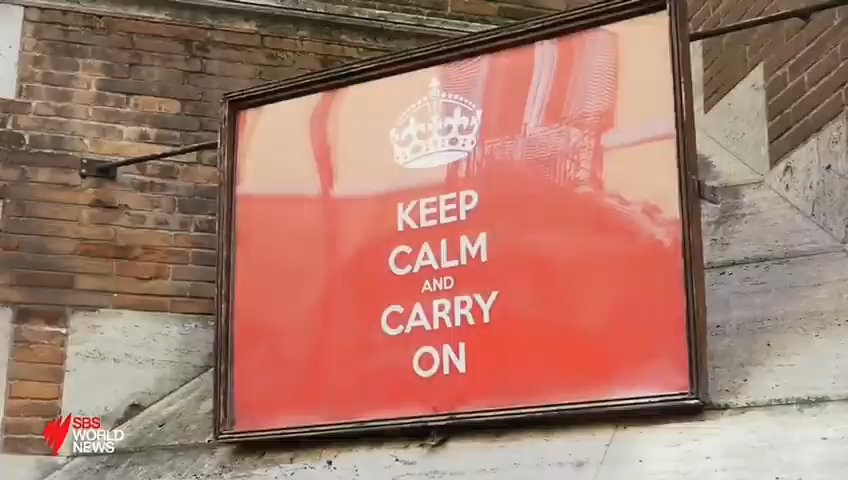 KEEP
CALM
AND
CARRY
ON
SBS
WORLD
NEWS